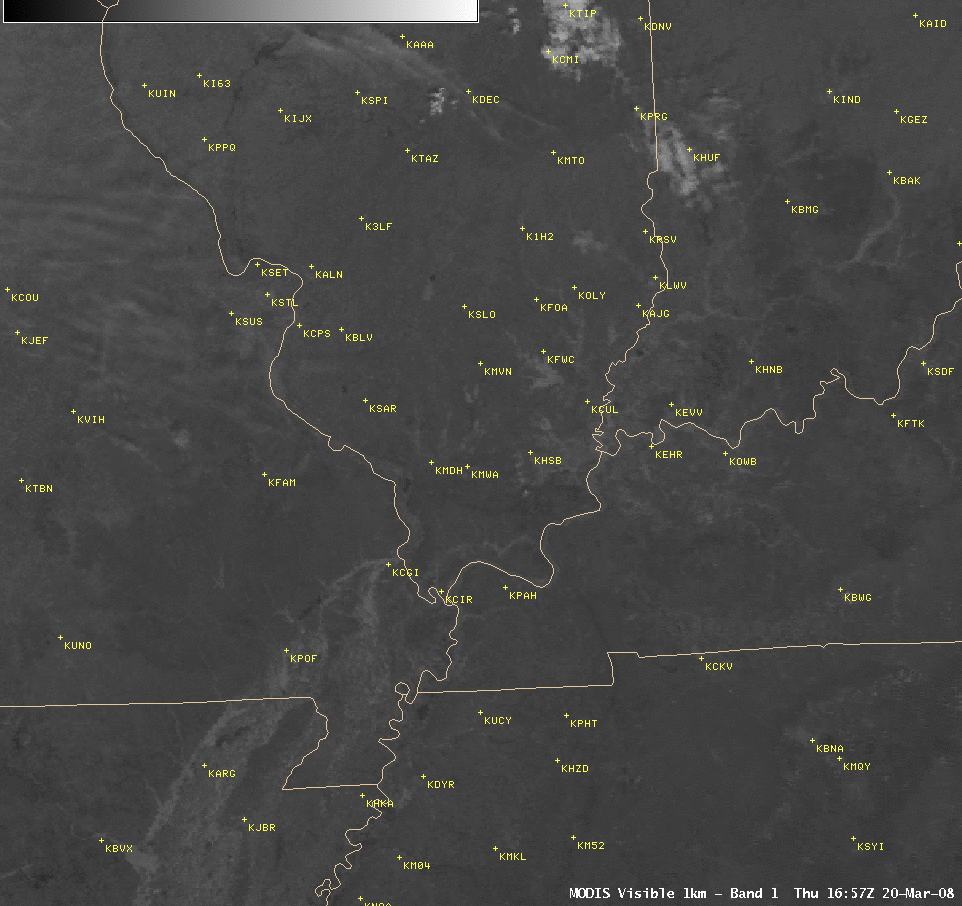 KTIP
KDNV
KAID
KAAA
KCMI
KI63
KUIN
KSPI
KDEC
KIND
KIJX
KPRG
KGEZ
KPPQ
KTAZ
KMTO
KHUF
KBAK
KBMG
K3LF
K1H2
KRSV
KSET
KALN
KLWV
KCOU
KSTL
KOLY
KFOA
KSLO
KAJG
KSUS
KCPS
KBLV
KJEF
KFWC
KMVN
KHNB
KSDF
KSAR
KCUL
KEVV
KVIH
KFTK
KEHR
KHSB
KOWB
KMDH
KMWA
KFAM
KTBN
KCGI
KPAH
KCIR
KBWG
KUNO
KPOF
KCKV
KUCY
KPHT
KBNA
KMQY
KHZD
KARG
KDYR
KHKA
KJBR
KM52
KSYI
KBVX
KMKL
KM04
MODIS Visible 1km - Band 1 Thu 16:57Z 20-Mar-08